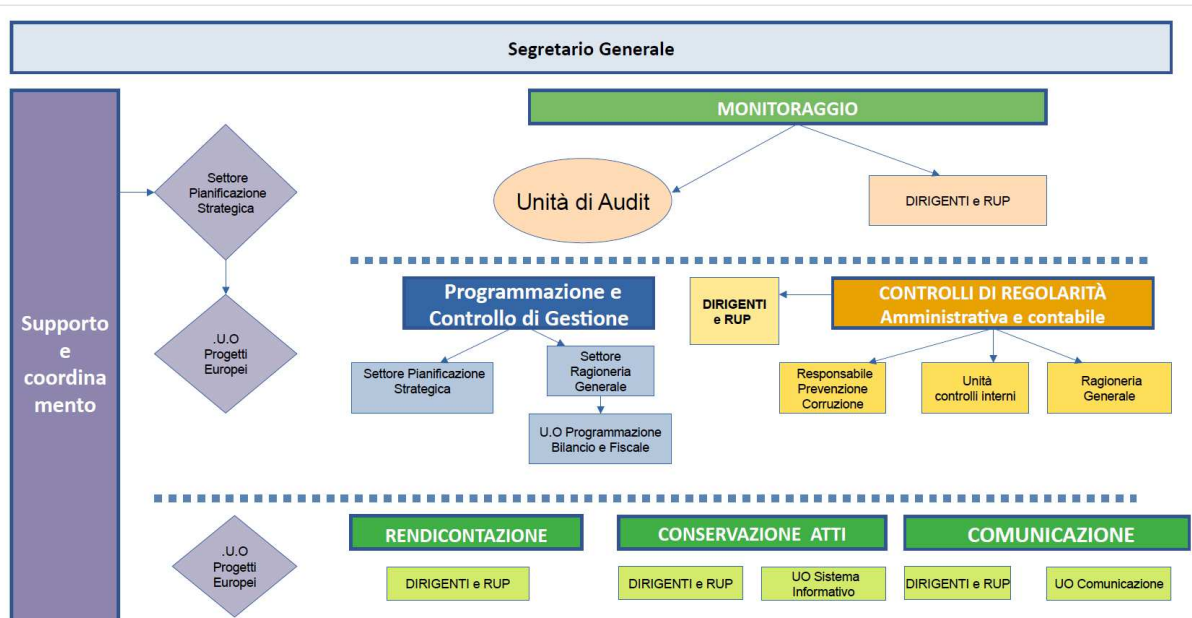 Segretario Generale
Supporto
e
coordina
mento
Settore
Pianificazione
Strategica
.U.O
Progetti
Europei
MONITORAGGIO
Unità di Audit
DIRIGENTI e RUP
Programmazione e
Controllo di Gestione
Settore Pianificazione
Strategica
Settore
Ragioneria
Generale
U.O Programmazione
Bilancio e Fiscale
DIRIGENTI
e RUP
CONTROLLI DI REGOLARITÀ
Amministrativa e contabile
Responsabile
Prevenzione
Corruzione
Unità
controlli interni
Ragioneria
Generale
.U.O
Progetti
Europei
RENDICONTAZIONE
DIRIGENTI e RUP
CONSERVAZIONE ATTI
DIRIGENTI e RUP
UO Sistema
Informativo
COMUNICAZIONE
DIRIGENTI e RUP
UO Comunicazione